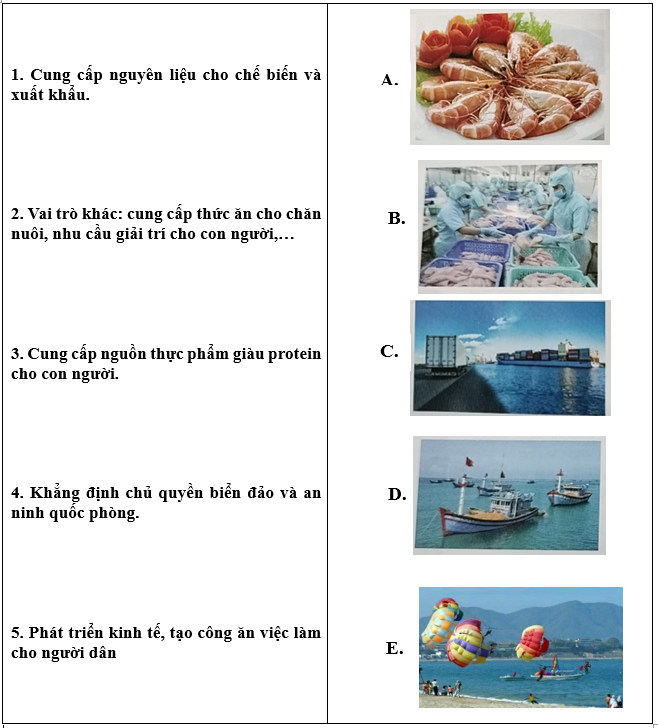 1. Cung cấp nguyên liệu cho chế biến và
xuất khẩu.
A.
2. Vai trò khác: cung cấp thức ăn cho chăn
nuôi, nhu cầu giải trí cho con người,…
B.
3. Cung cấp nguồn thực phẩm giàu protein
cho con người.
C.
4. Khẳng định chủ quyền biển đảo và an
ninh quốc phòng.
D.
5. Phát triển kinh tế, tạo công ăn việc làm
cho người dân
E.